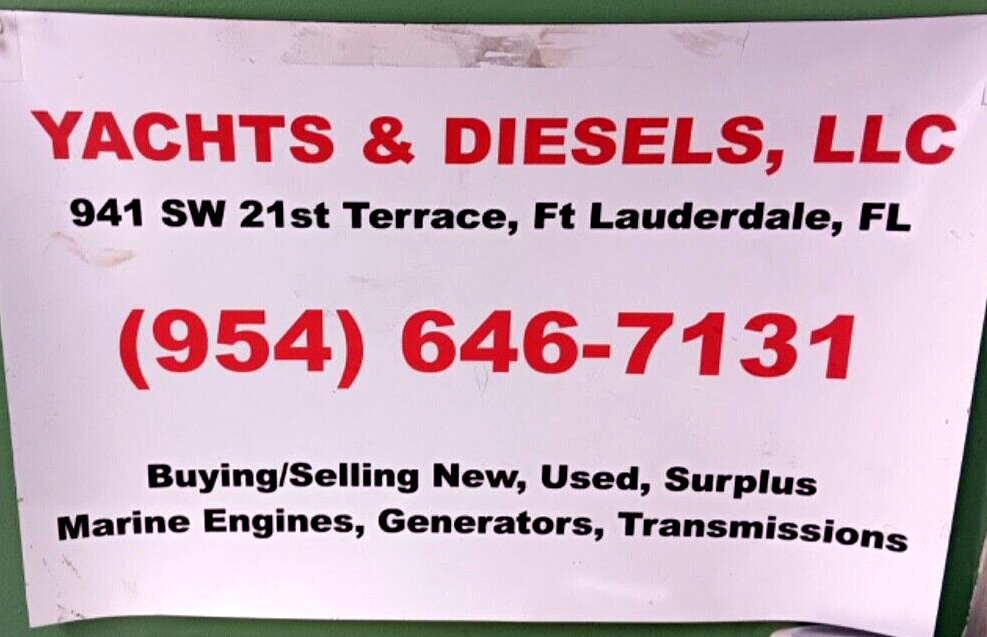 YACHTS & DIESELS, LLC
941 SW 21st Terrace, Ft Lauderdale, FL
(954) 646-7131
Buying/Selling New, Used, Surplus
Marine Engines, Generators, Transmissions